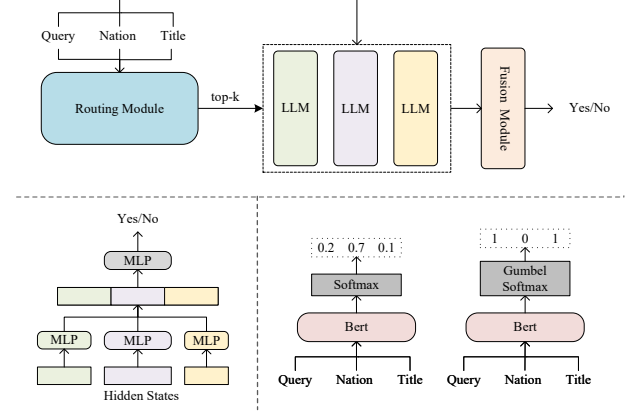 Query Nation Title
Routing Module
top-k
LLM LLM LLM
Fusion Module
Yes/No
Yes/No
MLP
MLP MLP MLP
Hidden States
0.2 0.7 0.1
Softmax
Bert
Query Nation Title
1 0 1
Gumbel
Softmax
Bert
Query Nation Title